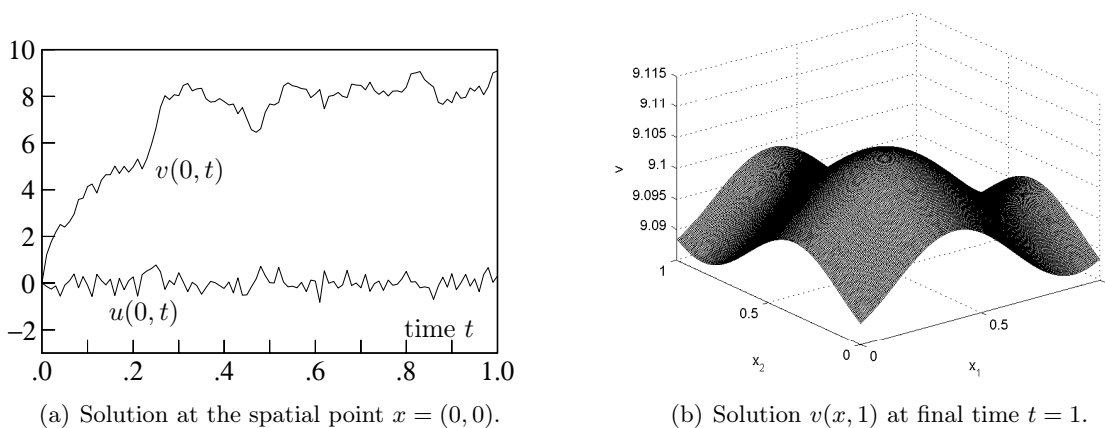 10
8
6
4
2
0
−2
v(0, t)
u(0, t)
time t
.0 .2 .4 .6 .8 1.0
(a) Solution at the spatial point x = (0, 0).
9.115
9.11
9.105
9.1
9.095
9.09
v
1
0.5
0
x₂
0
0.5
x₁
(b) Solution v(x, 1) at final time t = 1.